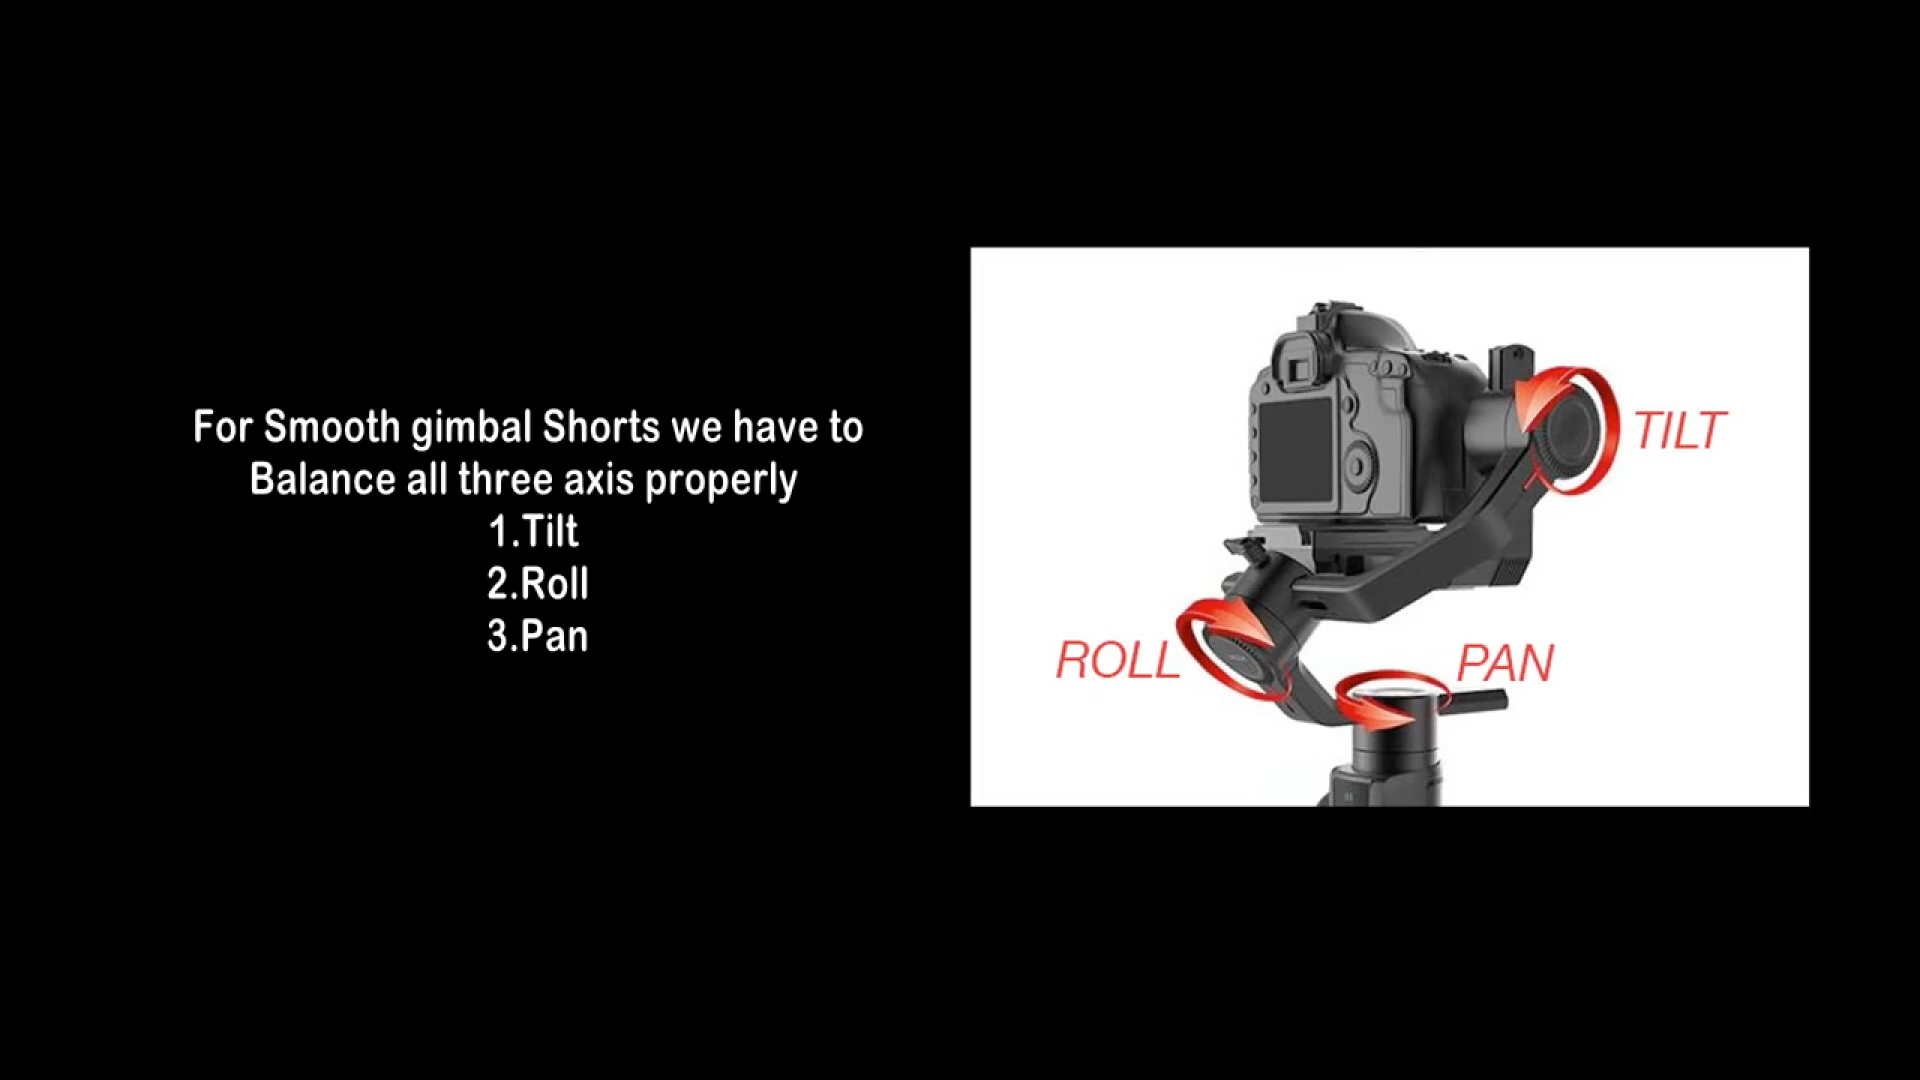 For Smooth gimbal Shorts we have to
Balance all three axis properly
1.Tilt
2.Roll
3.Pan
TILT
ROLL
PAN